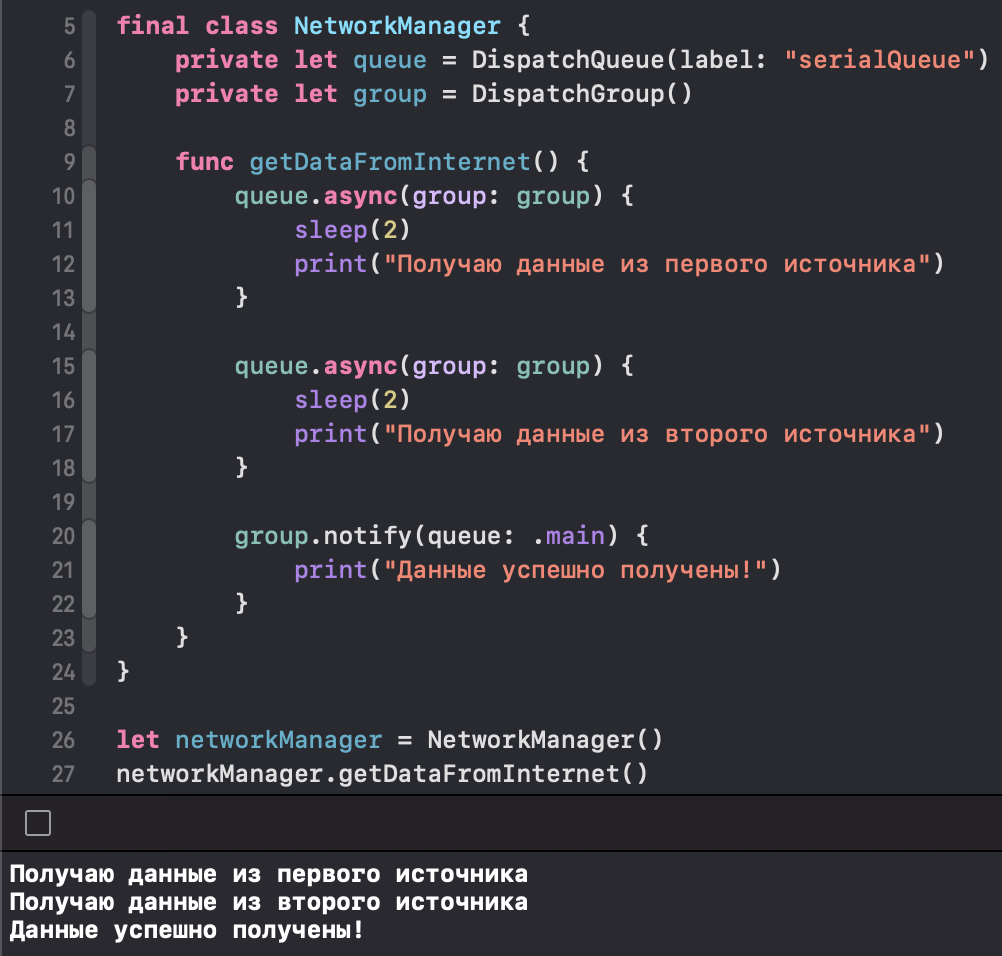 5 final class NetworkManager {
6     private let queue = DispatchQueue(label: "serialQueue")
7     private let group = DispatchGroup()
8
9     func getDataFromInternet() {
10         queue.async(group: group) {
11             sleep(2)
12             print("Получаю данные из первого источника")
13         }
14
15         queue.async(group: group) {
16             sleep(2)
17             print("Получаю данные из второго источника")
18         }
19
20         group.notify(queue: .main) {
21             print("Данные успешно получены!")
22         }
23     }
24 }
25
26 let networkManager = NetworkManager()
27 networkManager.getDataFromInternet()
Получаю данные из первого источника
Получаю данные из второго источника
Данные успешно получены!